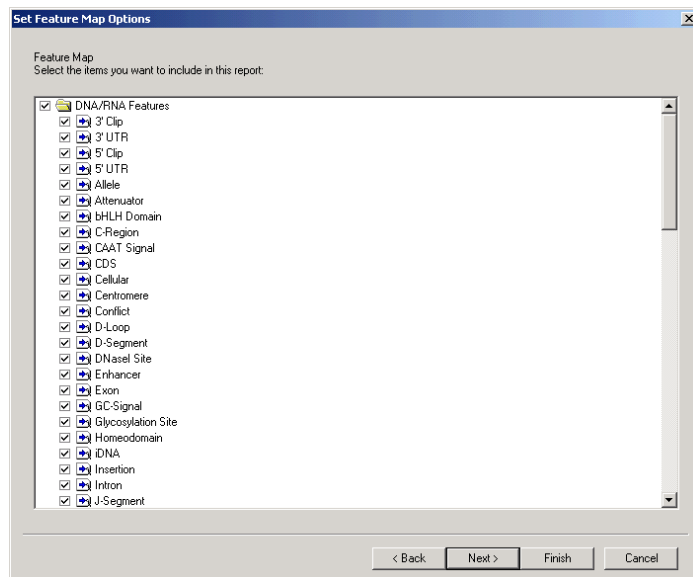 Set Feature Map Options
Feature Map
Select the items you want to include in this report:
DNA/RNA Features
3' Clip
3' UTR
5' Clip
5' UTR
Allele
Attenuator
bHLH Domain
C-Region
CAAT Signal
CDS
Cellular
Centromere
Conflict
D-Loop
D-Segment
DNaseI Site
Enhancer
Exon
GC-Signal
Glycosylation Site
Homeodomain
iDNA
Insertion
Intron
J-Segment
< Back Next > Finish Cancel